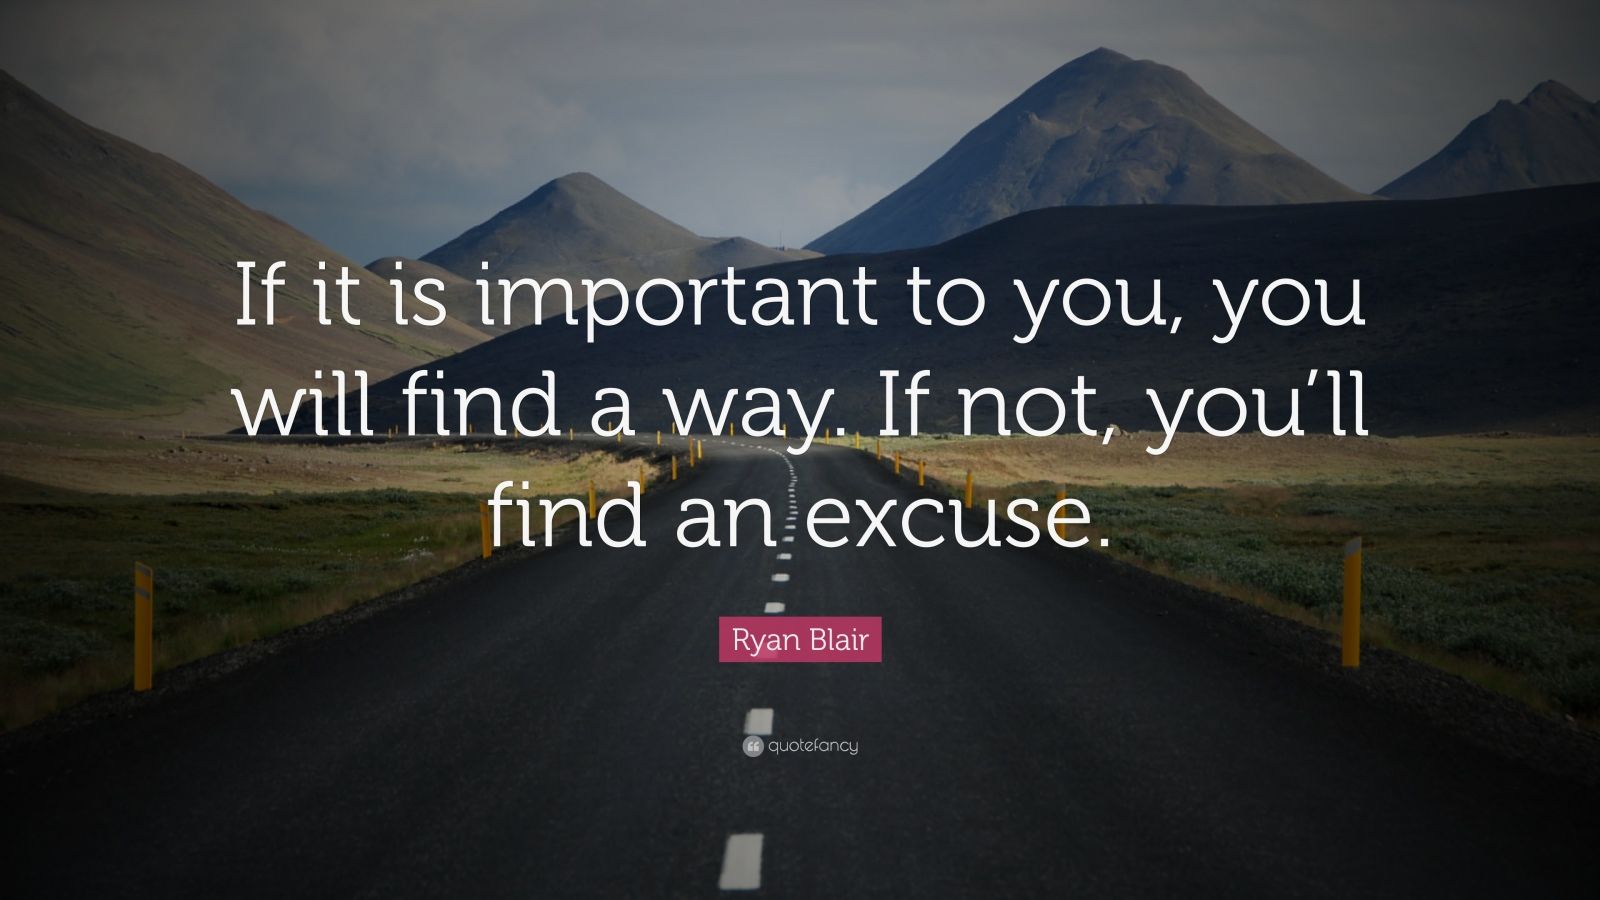 If it is important to you, you
will find a way. If not, you’ll
find an excuse.
Ryan Blair
quotefancy